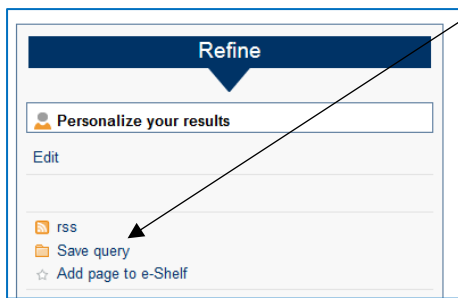 Refine
Personalize your results
Edit
rss
Save query
Add page to e-Shelf